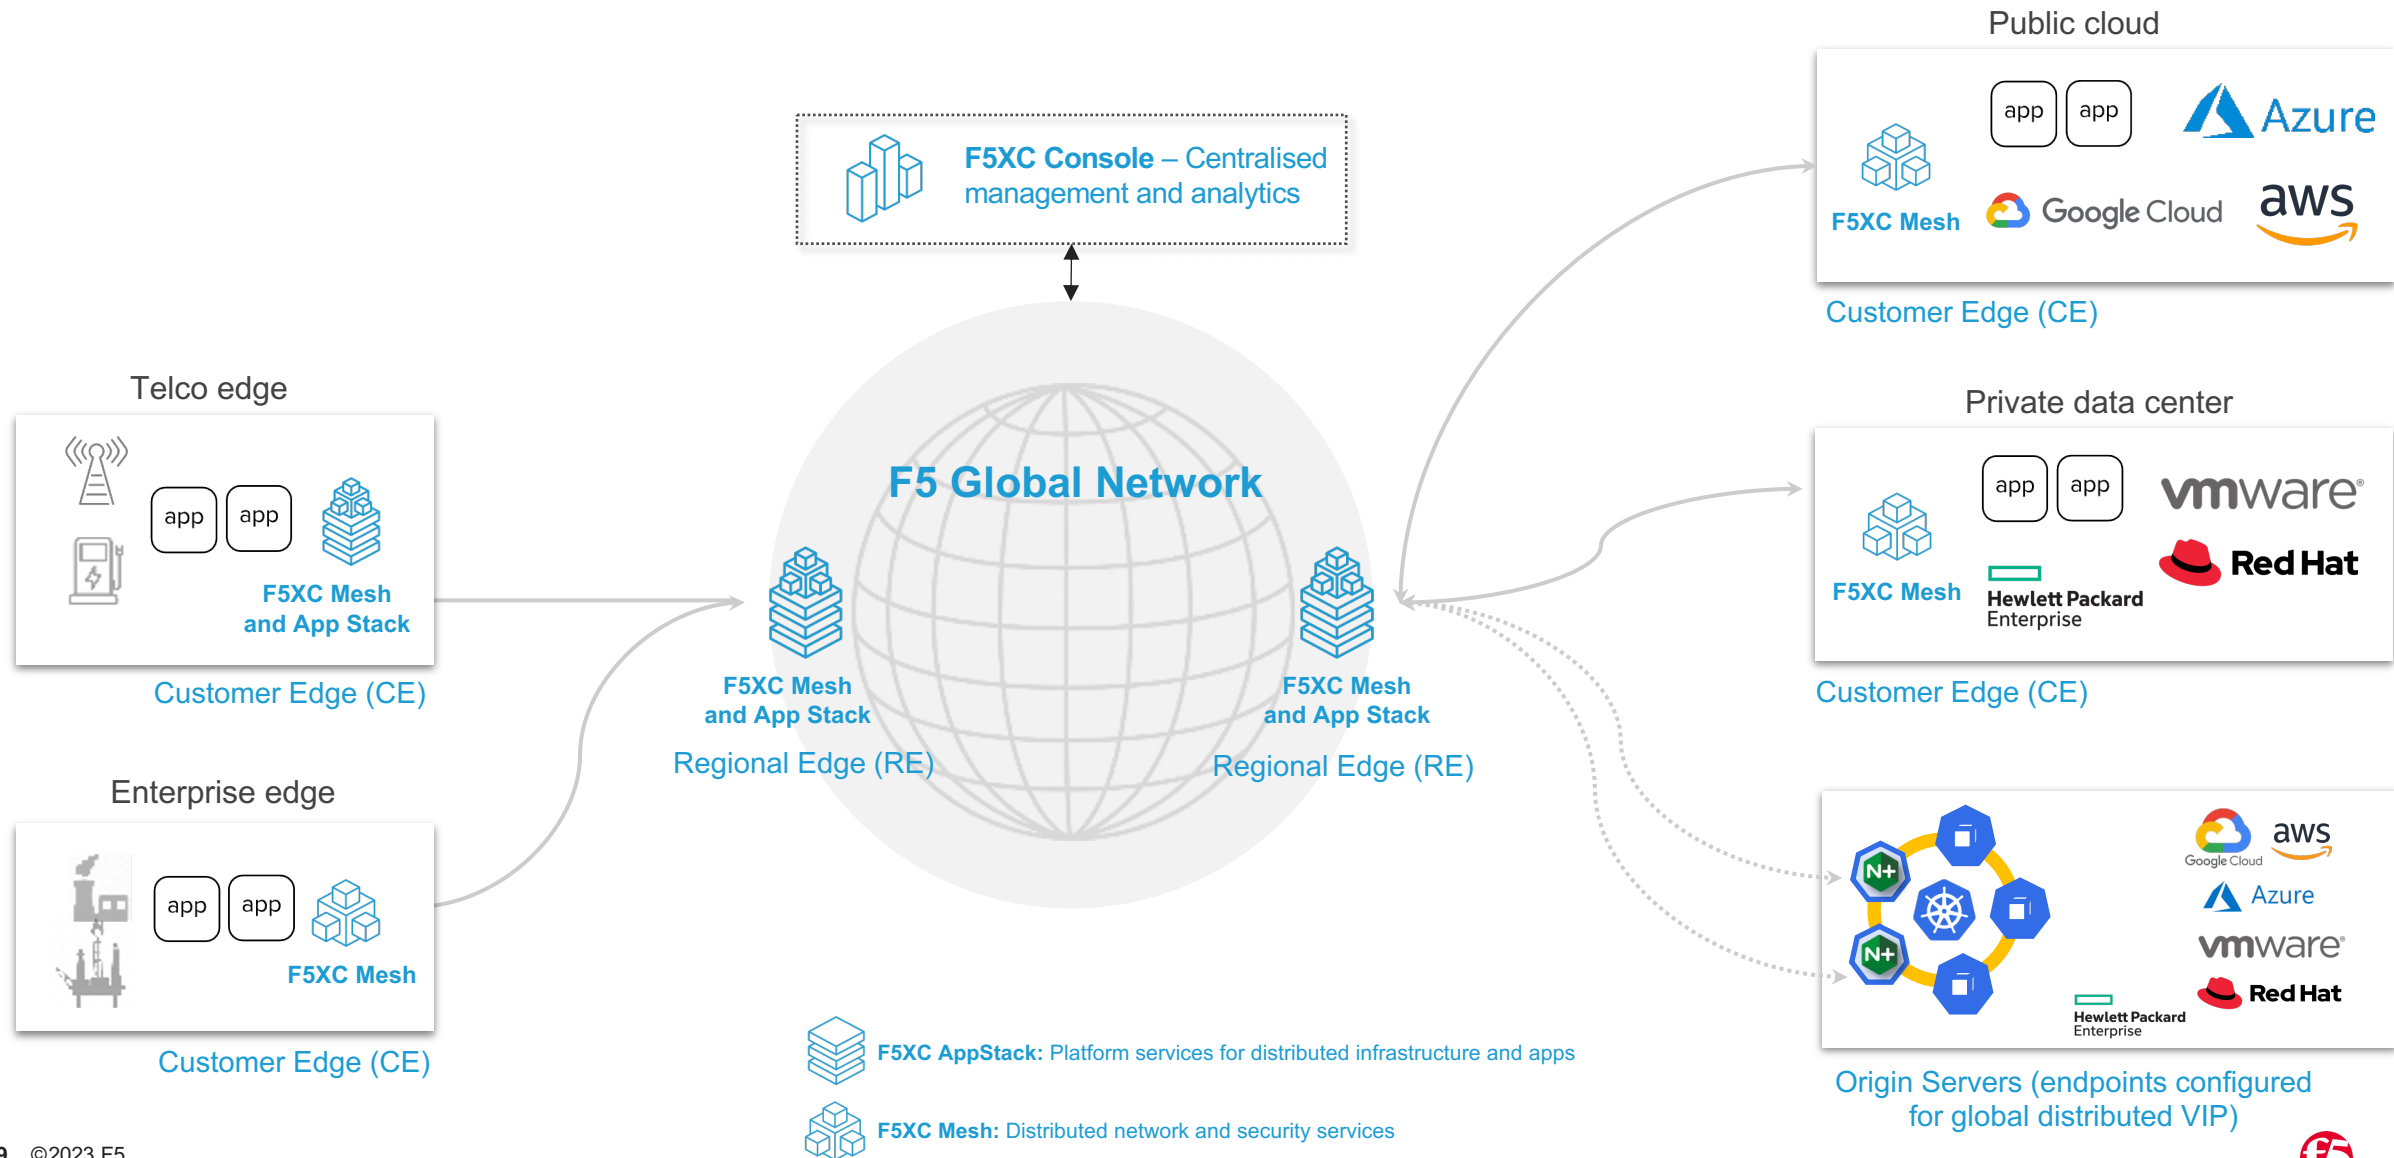 Public cloud
app
app
Azure
F5XC Mesh
Google Cloud
aws
Customer Edge (CE)
F5XC Console – Centralised
management and analytics
Telco edge
app
app
F5XC Mesh
and App Stack
Customer Edge (CE)
Enterprise edge
app
app
F5XC Mesh
Customer Edge (CE)
F5 Global Network
F5XC Mesh
and App Stack
Regional Edge (RE)
F5XC Mesh
and App Stack
Regional Edge (RE)
Private data center
app
app
vmware®
F5XC Mesh
Red Hat
Hewlett Packard
Enterprise
Customer Edge (CE)
N+
N+
Google Cloud
aws
Azure
vmware®
Red Hat
Hewlett Packard
Enterprise
Origin Servers (endpoints configured
for global distributed VIP)
F5XC AppStack: Platform services for distributed infrastructure and apps
F5XC Mesh: Distributed network and security services
9 ©2023 F5
f5